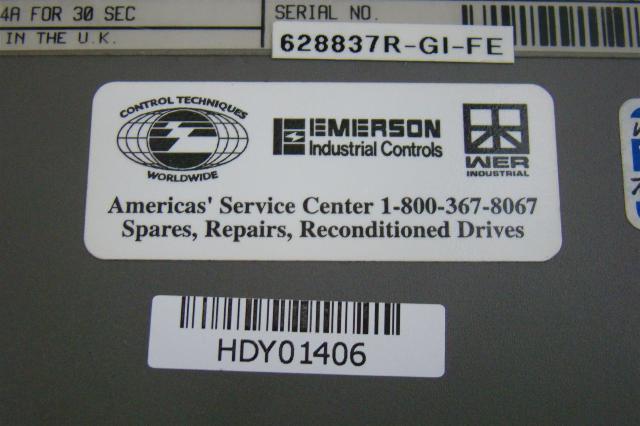 4A FOR 30 SEC
IN THE U.K.
SERIAL NO.
628837R-GI-FE
CONTROL TECHNIQUES
WORLDWIDE
EMERSON
Industrial Controls
WER
INDUSTRIAL
Americas' Service Center 1-800-367-8067
Spares, Repairs, Reconditioned Drives
HDY01406